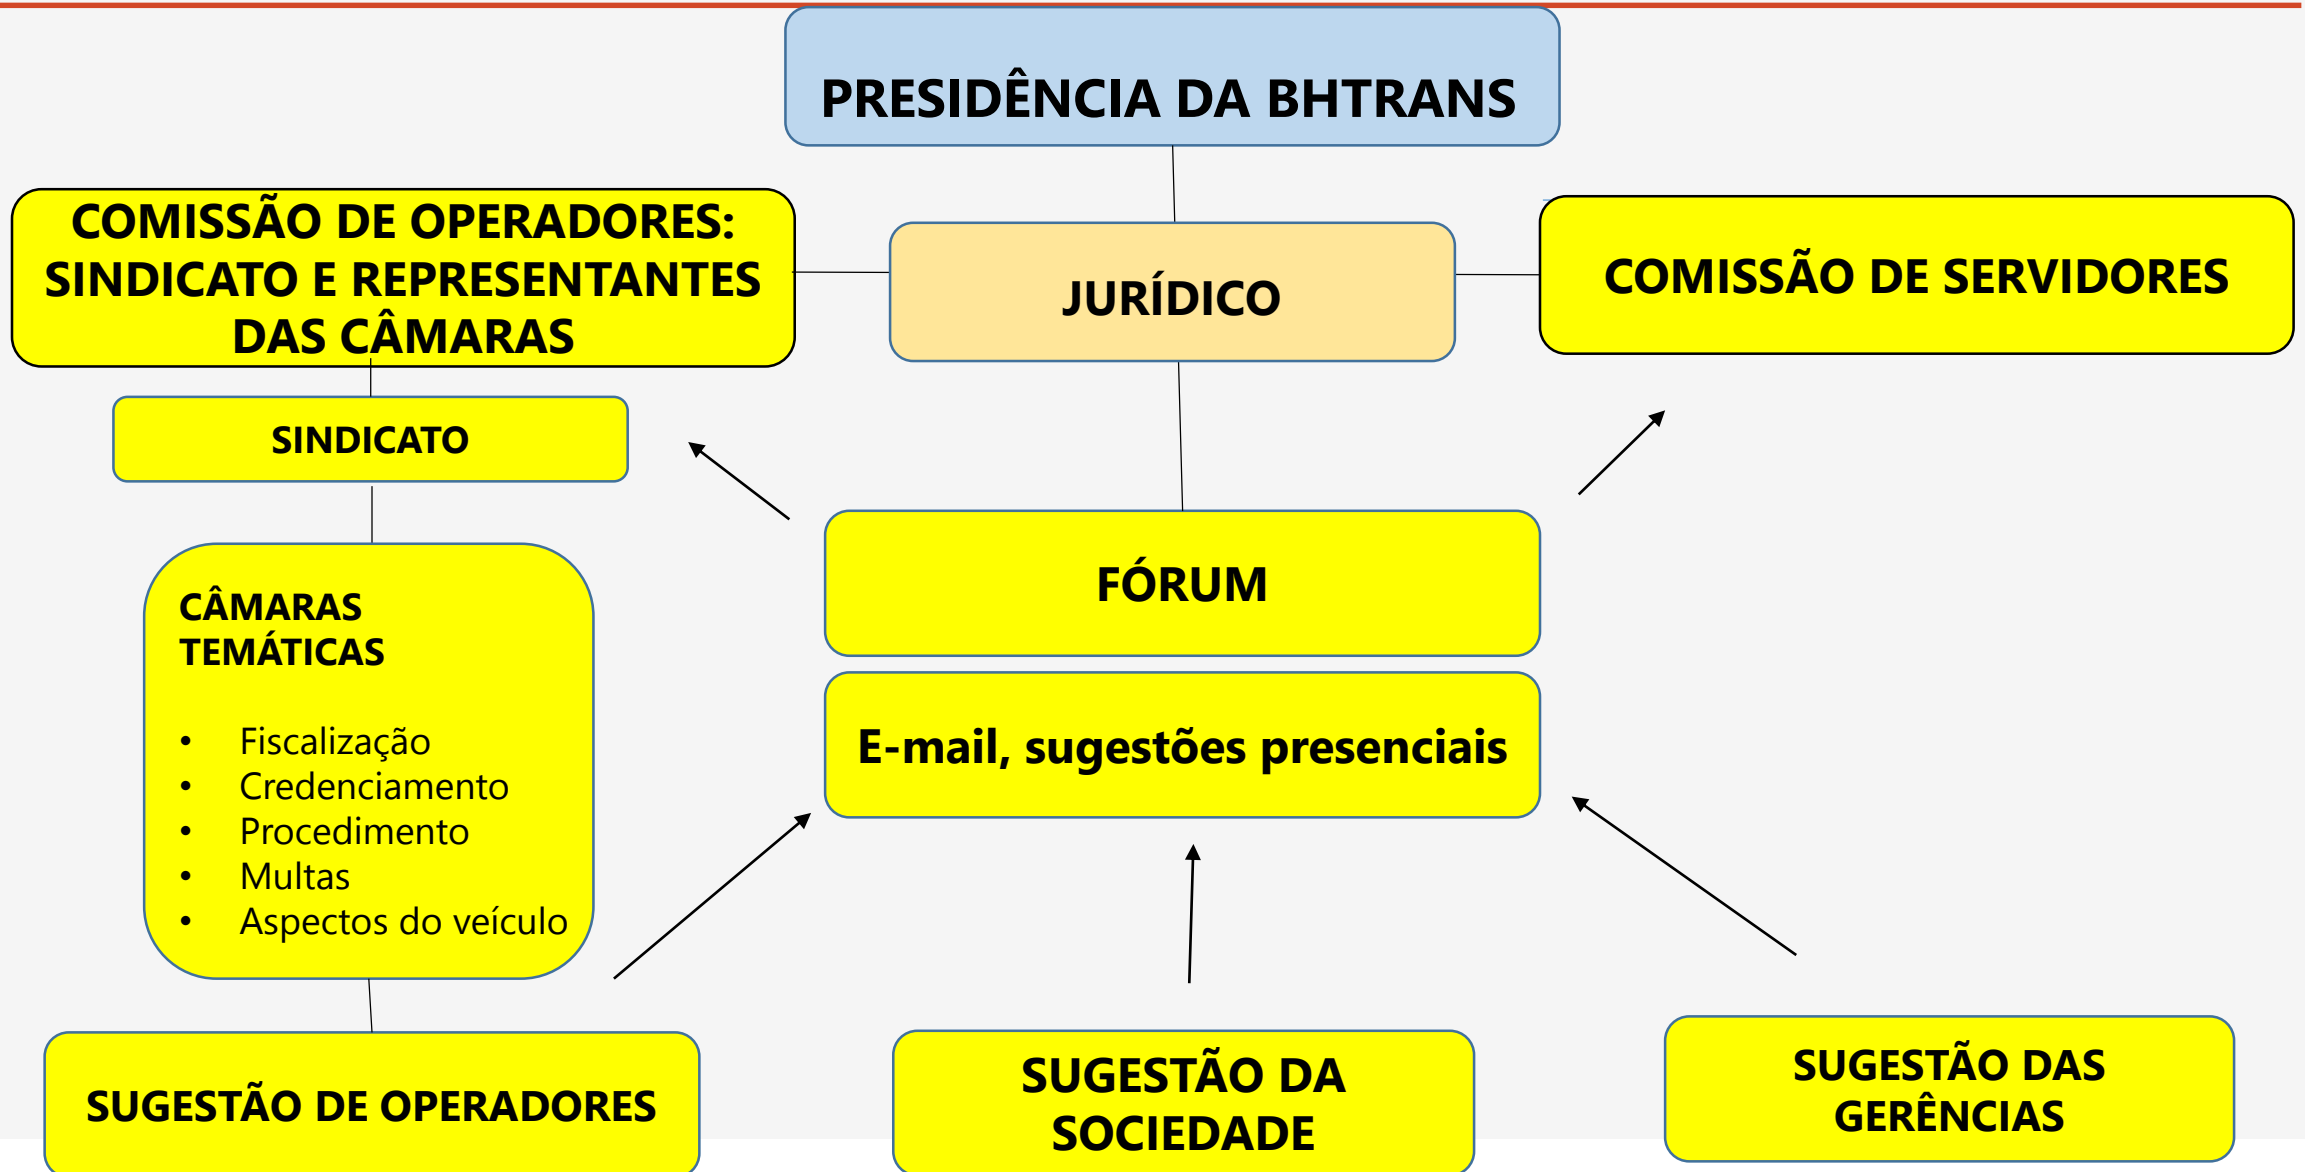 PRESIDÊNCIA DA BHTRANS
COMISSÃO DE OPERADORES:
SINDICATO E REPRESENTANTES
DAS CÂMARAS
JURÍDICO
COMISSÃO DE SERVIDORES
SINDICATO
FÓRUM
CÂMARAS
TEMÁTICAS
• Fiscalização
• Credenciamento
• Procedimento
• Multas
• Aspectos do veículo
E-mail, sugestões presenciais
SUGESTÃO DE OPERADORES
SUGESTÃO DA
SOCIEDADE
SUGESTÃO DAS
GERÊNCIAS